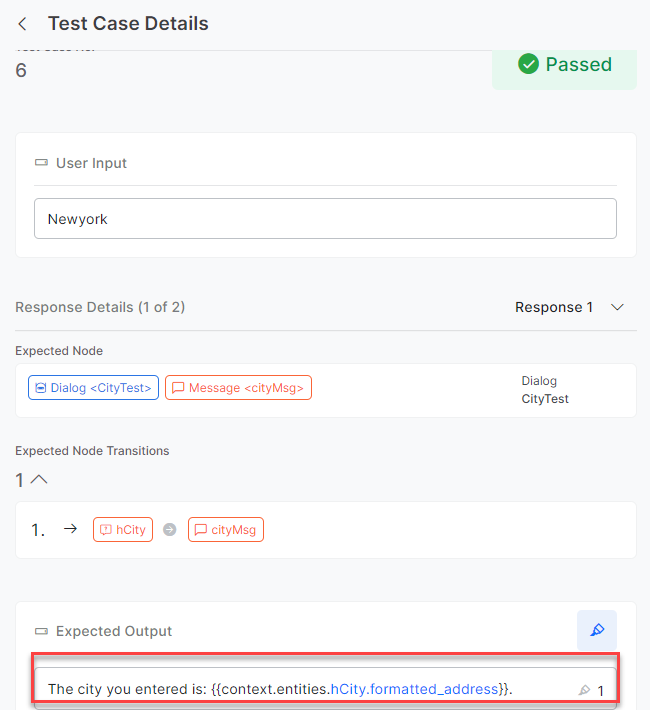 Test Case Details
6
Passed
User Input
Newyork
Response Details (1 of 2)
Response 1
Expected Node
Dialog <CityTest>
Message <cityMsg>
Dialog
CityTest
Expected Node Transitions
1
1.
hCity
cityMsg
Expected Output
The city you entered is: {{context.entities.hCity.formatted_address}}.
1